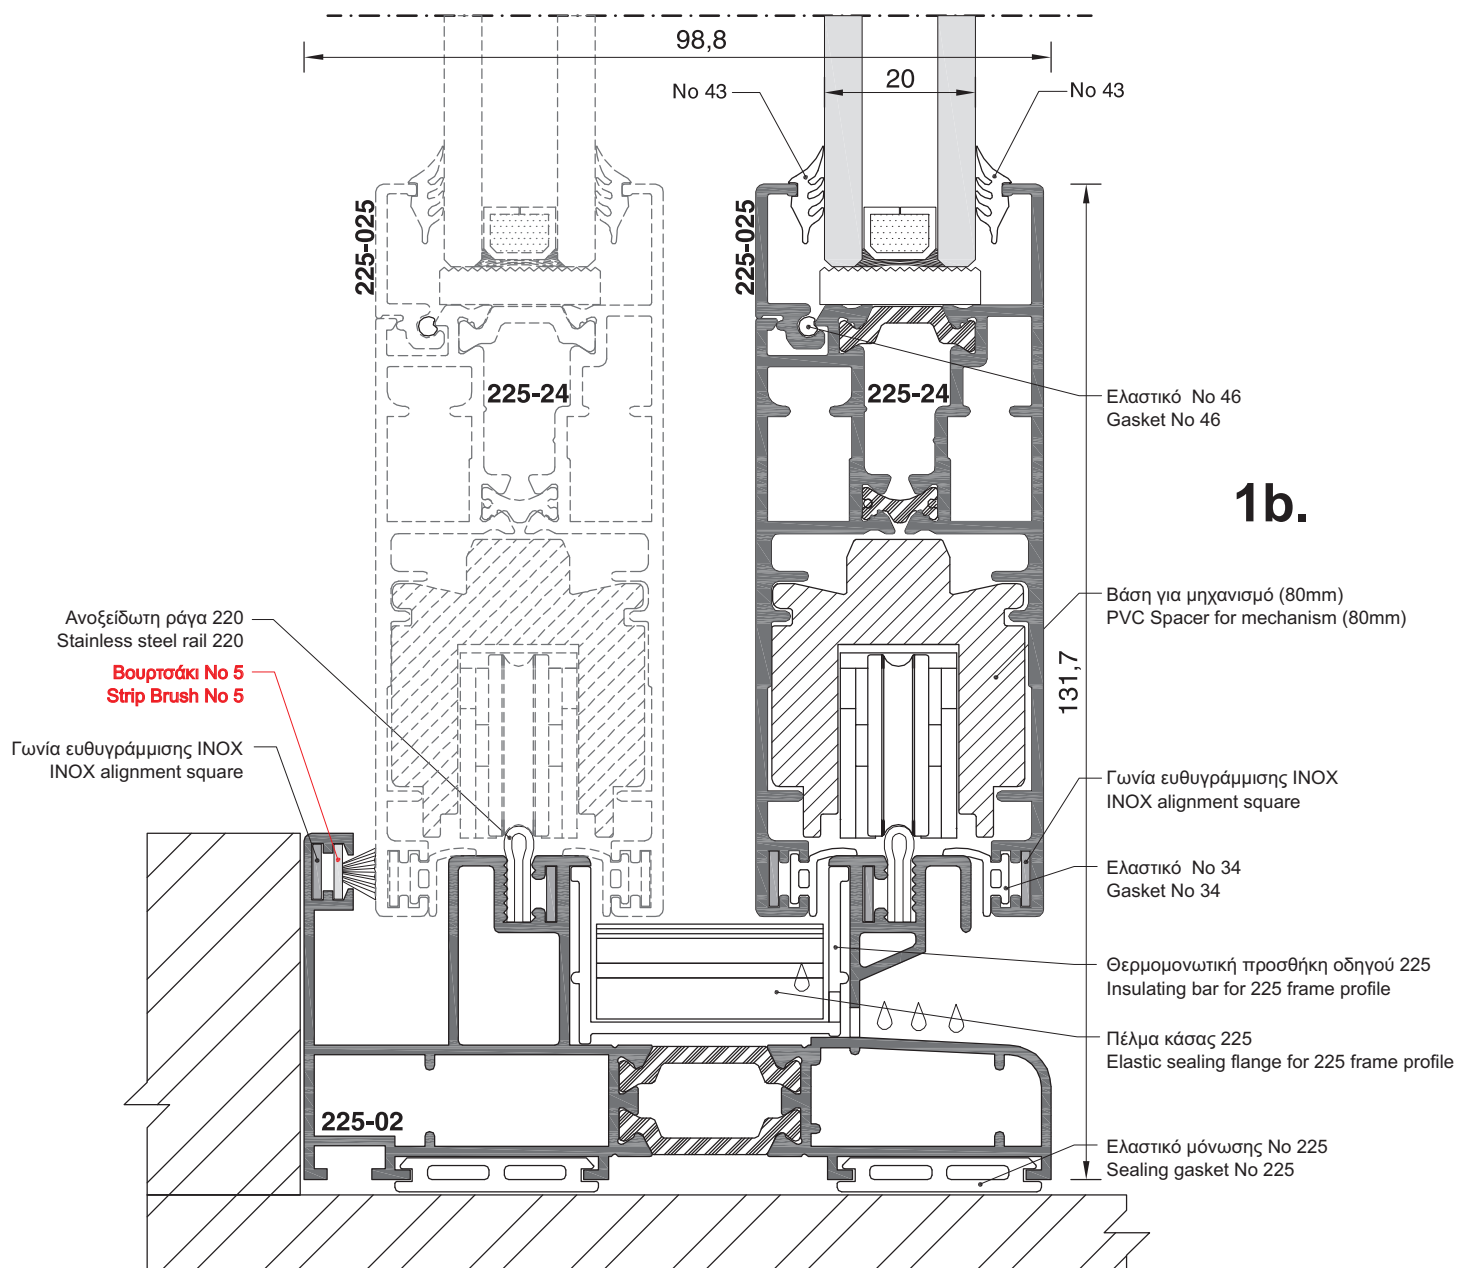 98,8
20
No 43
No 43
225-025
225-025
225-24
225-24
Ελαστικό No 46
Gasket No 46
1b.
Βάση για μηχανισμό (80mm)
PVC Spacer for mechanism (80mm)
131,7
Ανοξείδωτη ράγα 220
Stainless steel rail 220
Βουρτσάκι No 5
Strip Brush No 5
Γωνία ευθυγράμμισης INOX
INOX alignment square
Γωνία ευθυγράμμισης INOX
INOX alignment square
Ελαστικό No 34
Gasket No 34
Θερμομονωτική προσθήκη οδηγού 225
Insulating bar for 225 frame profile
Πέλμα κάσας 225
Elastic sealing flange for 225 frame profile
225-02
Ελαστικό μόνωσης No 225
Sealing gasket No 225